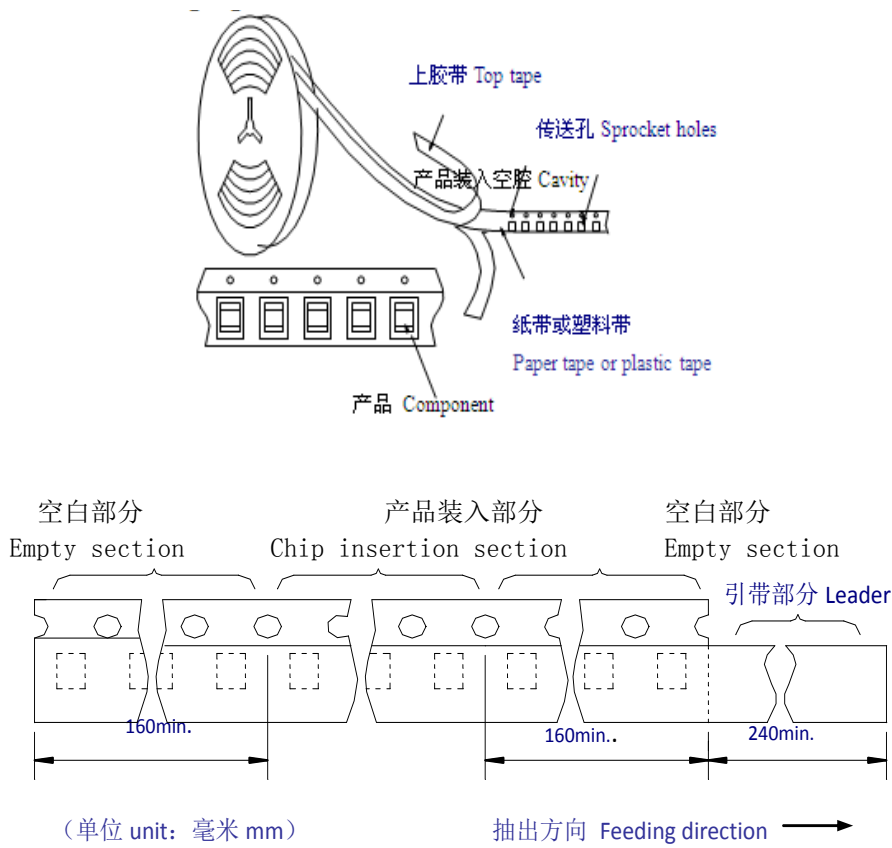 上胶带 Top tape
传送孔 Sprocket holes
产品装入空腔 Cavity
纸带或塑料带
Paper tape or plastic tape
产品 Component
空白部分 产品装入部分 空白部分
Empty section Chip insertion section Empty section
引带部分 Leader
160min. 160min.. 240min.
（单位 unit：毫米 mm） 抽出方向 Feeding direction